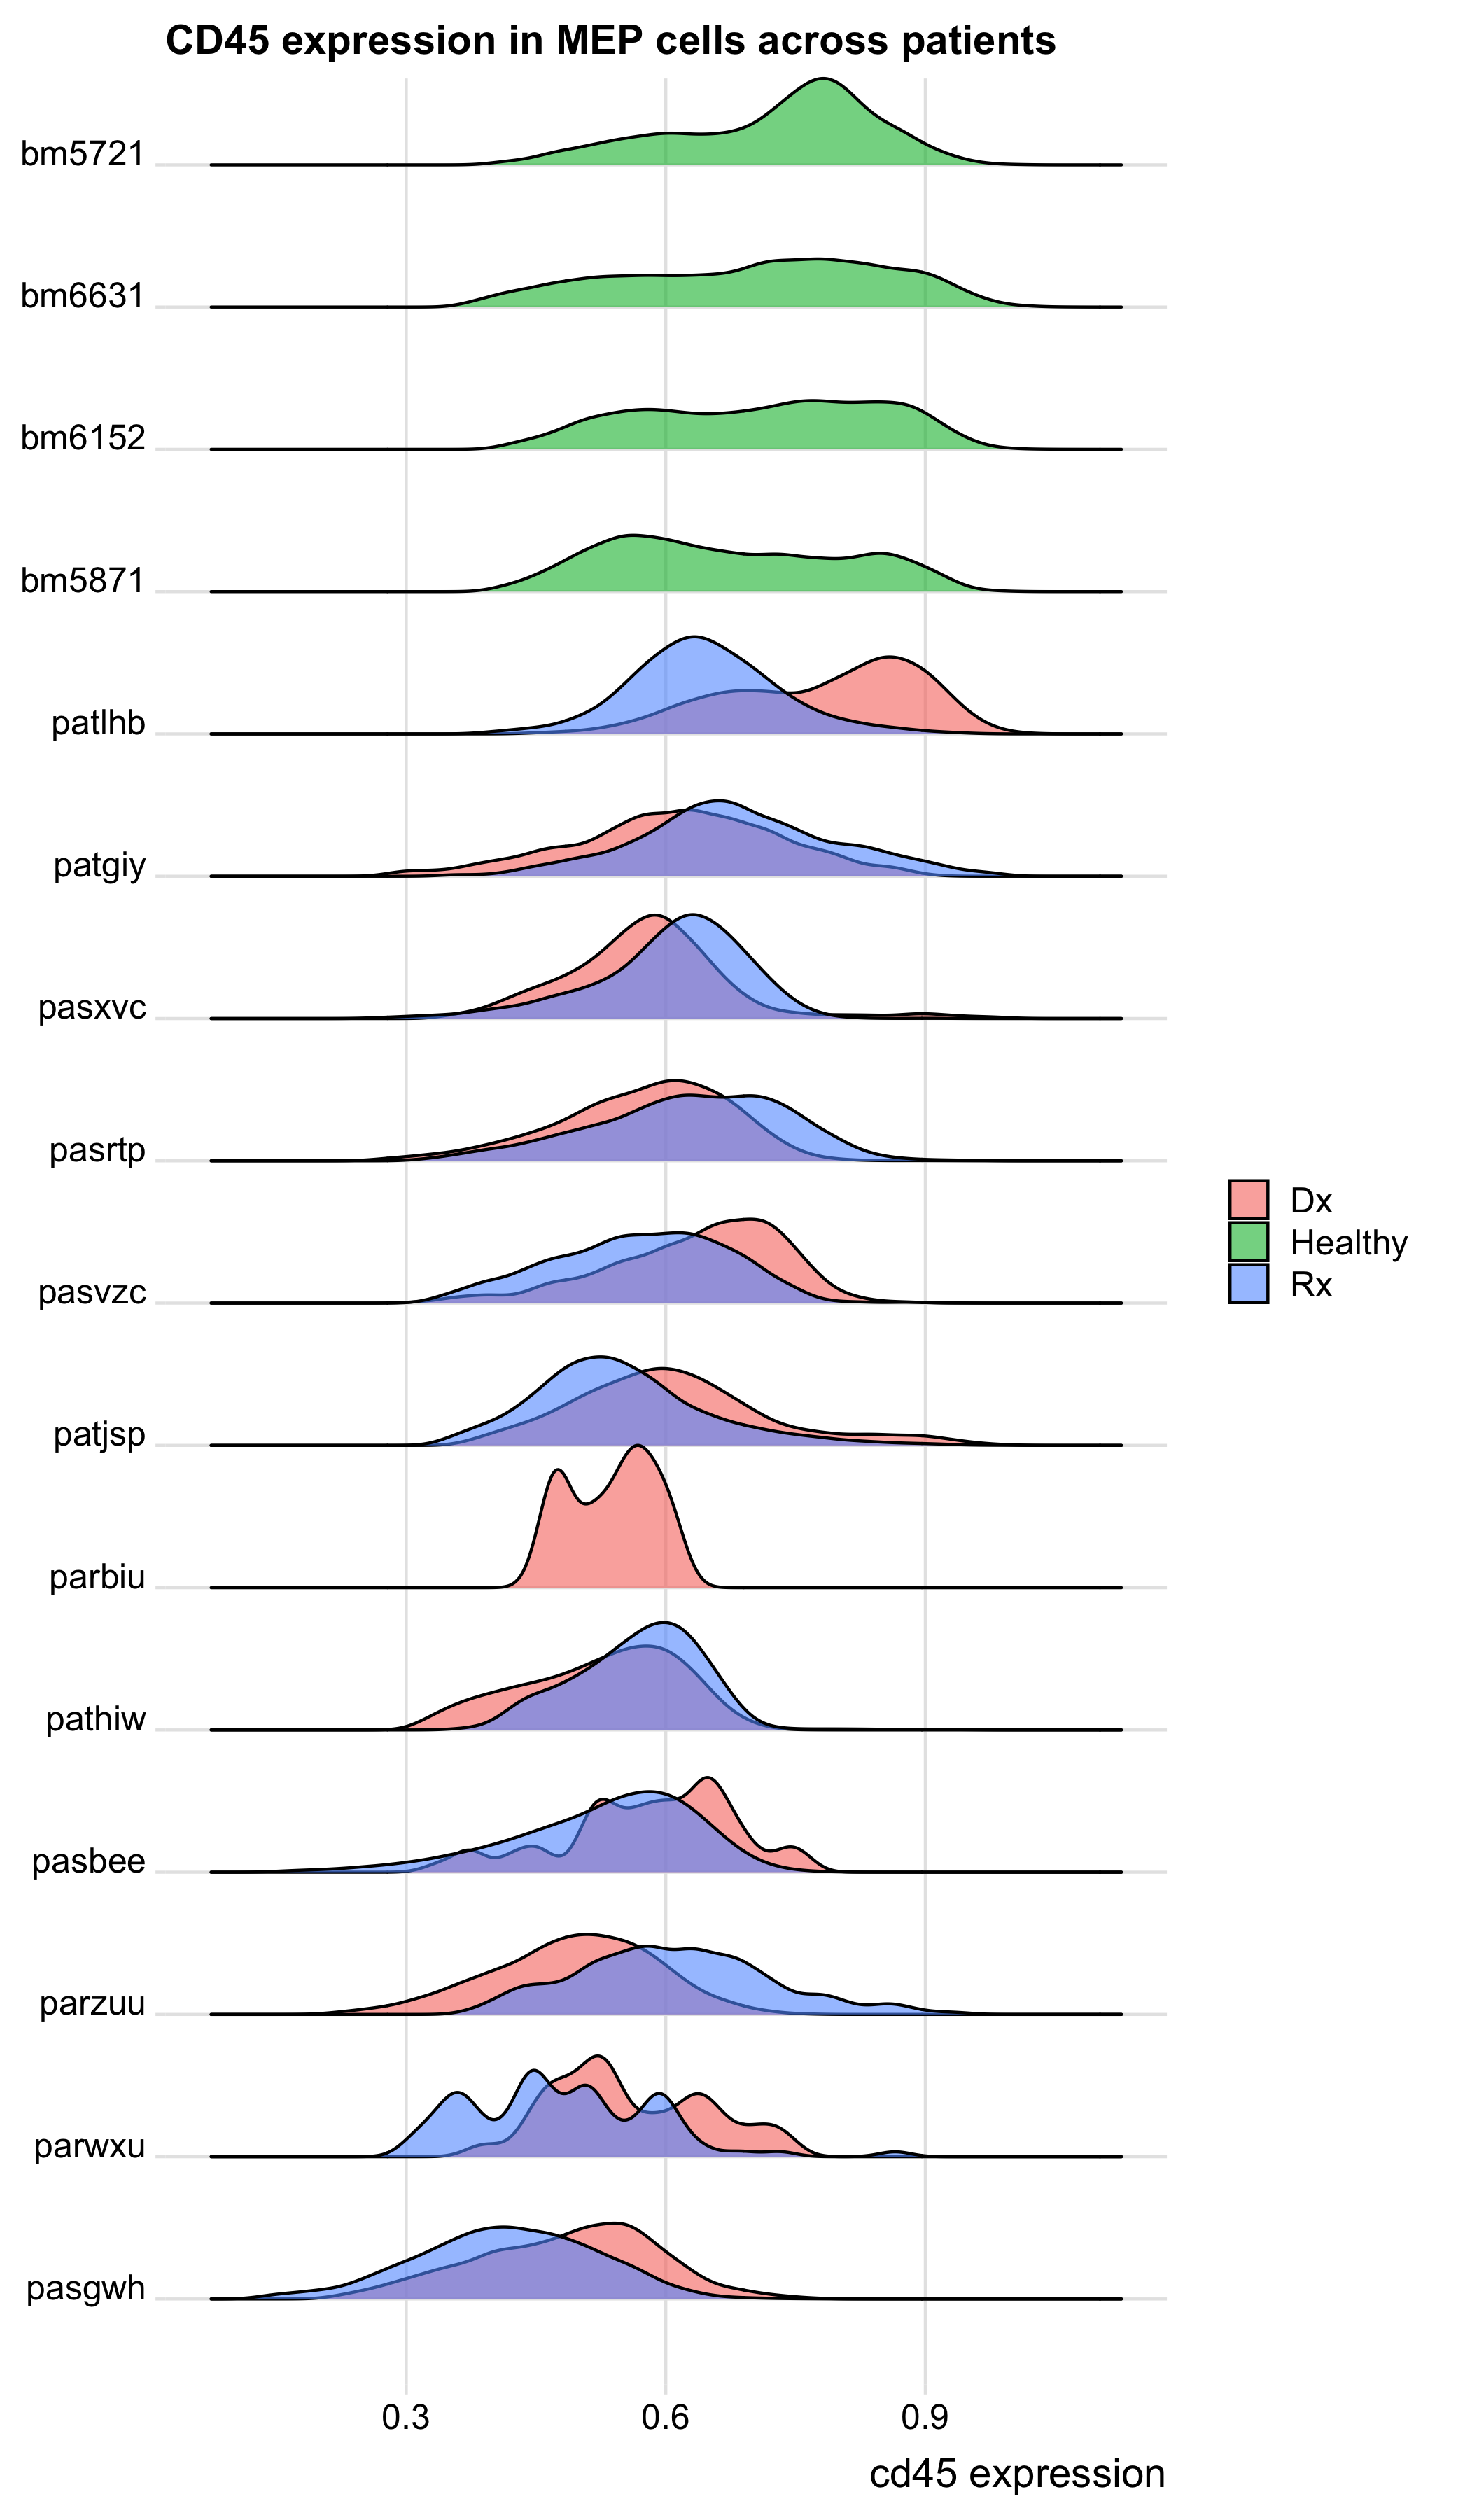 CD45 expression in MEP cells across patients
bm5721
bm6631
bm6152
bm5871
patlhb
patgiy
pasxvc
pasrtp
pasvzc
patjsp
parbiu
pathiw
pasbee
parzuu
parwxu
pasgwh
Dx
Healthy
Rx
0.3 0.6 0.9
cd45 expression